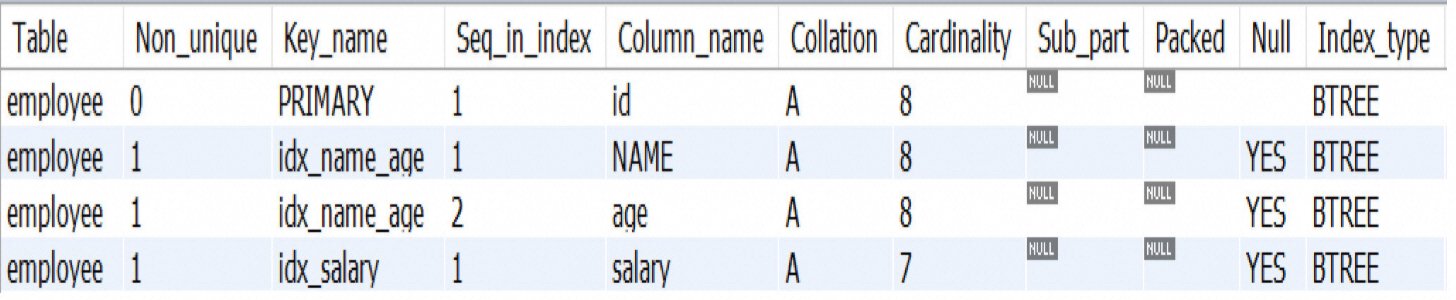 Table Non_unique Key_name Seq_in_index Column_name Collation Cardinality Sub_part Packed Null Index_type
employee 0 PRIMARY 1 id A 8 NULL NULL BTREE
employee 1 idx_name_age 1 NAME A 8 NULL NULL YES BTREE
employee 1 idx_name_age 2 age A 8 NULL NULL YES BTREE
employee 1 idx_salary 1 salary A 7 NULL NULL YES BTREE